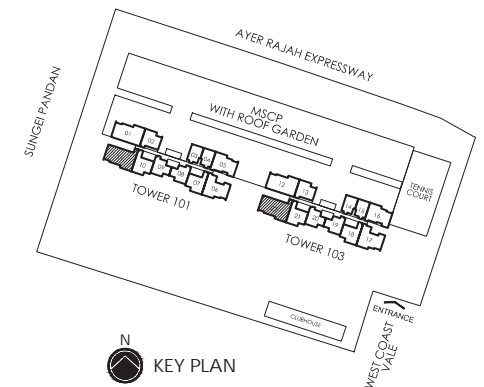 AYER RAJAH EXPRESSWAY
SUNGEI PANDAN
MSCP
WITH ROOF GARDEN
TENNIS
COURT
01
02
03
04
05
10
09
08
07
06
TOWER 101
12
13
14
15
16
21
20
19
18
17
TOWER 103
CLUBHOUSE
ENTRANCE
WEST COAST
VALE
N
KEY PLAN